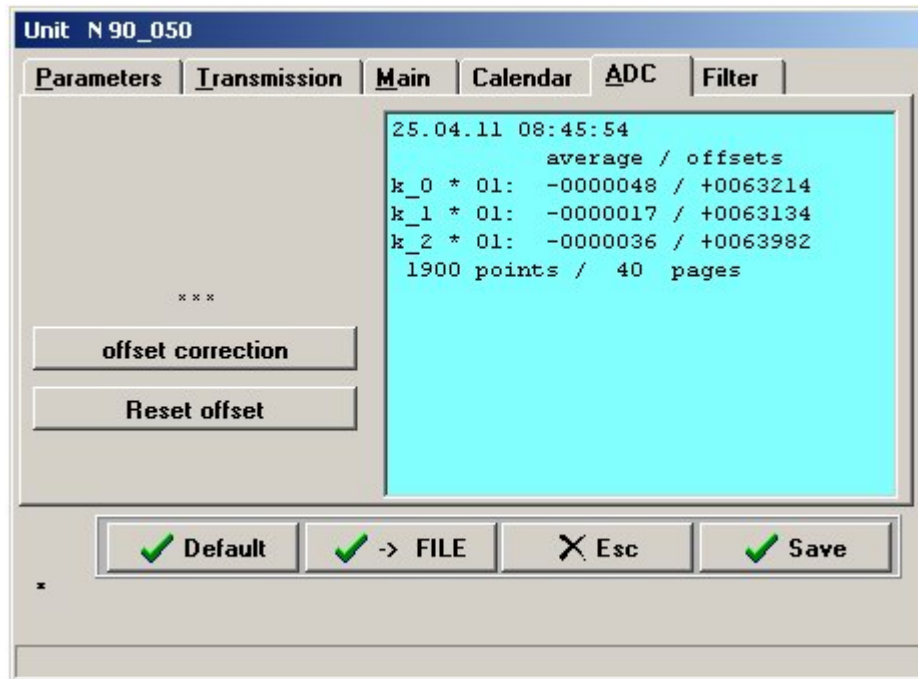 Unit N 90_050
Parameters Transmission Main Calendar ADC Filter
25.04.11 08:45:54
average / offsets
k_0 * 01: -0000048 / +0063214
k_1 * 01: -0000017 / +0063134
k_2 * 01: -0000036 / +0063982
1900 points / 40 pages
***
offset correction
Reset offset
Default -> FILE Esc Save
*